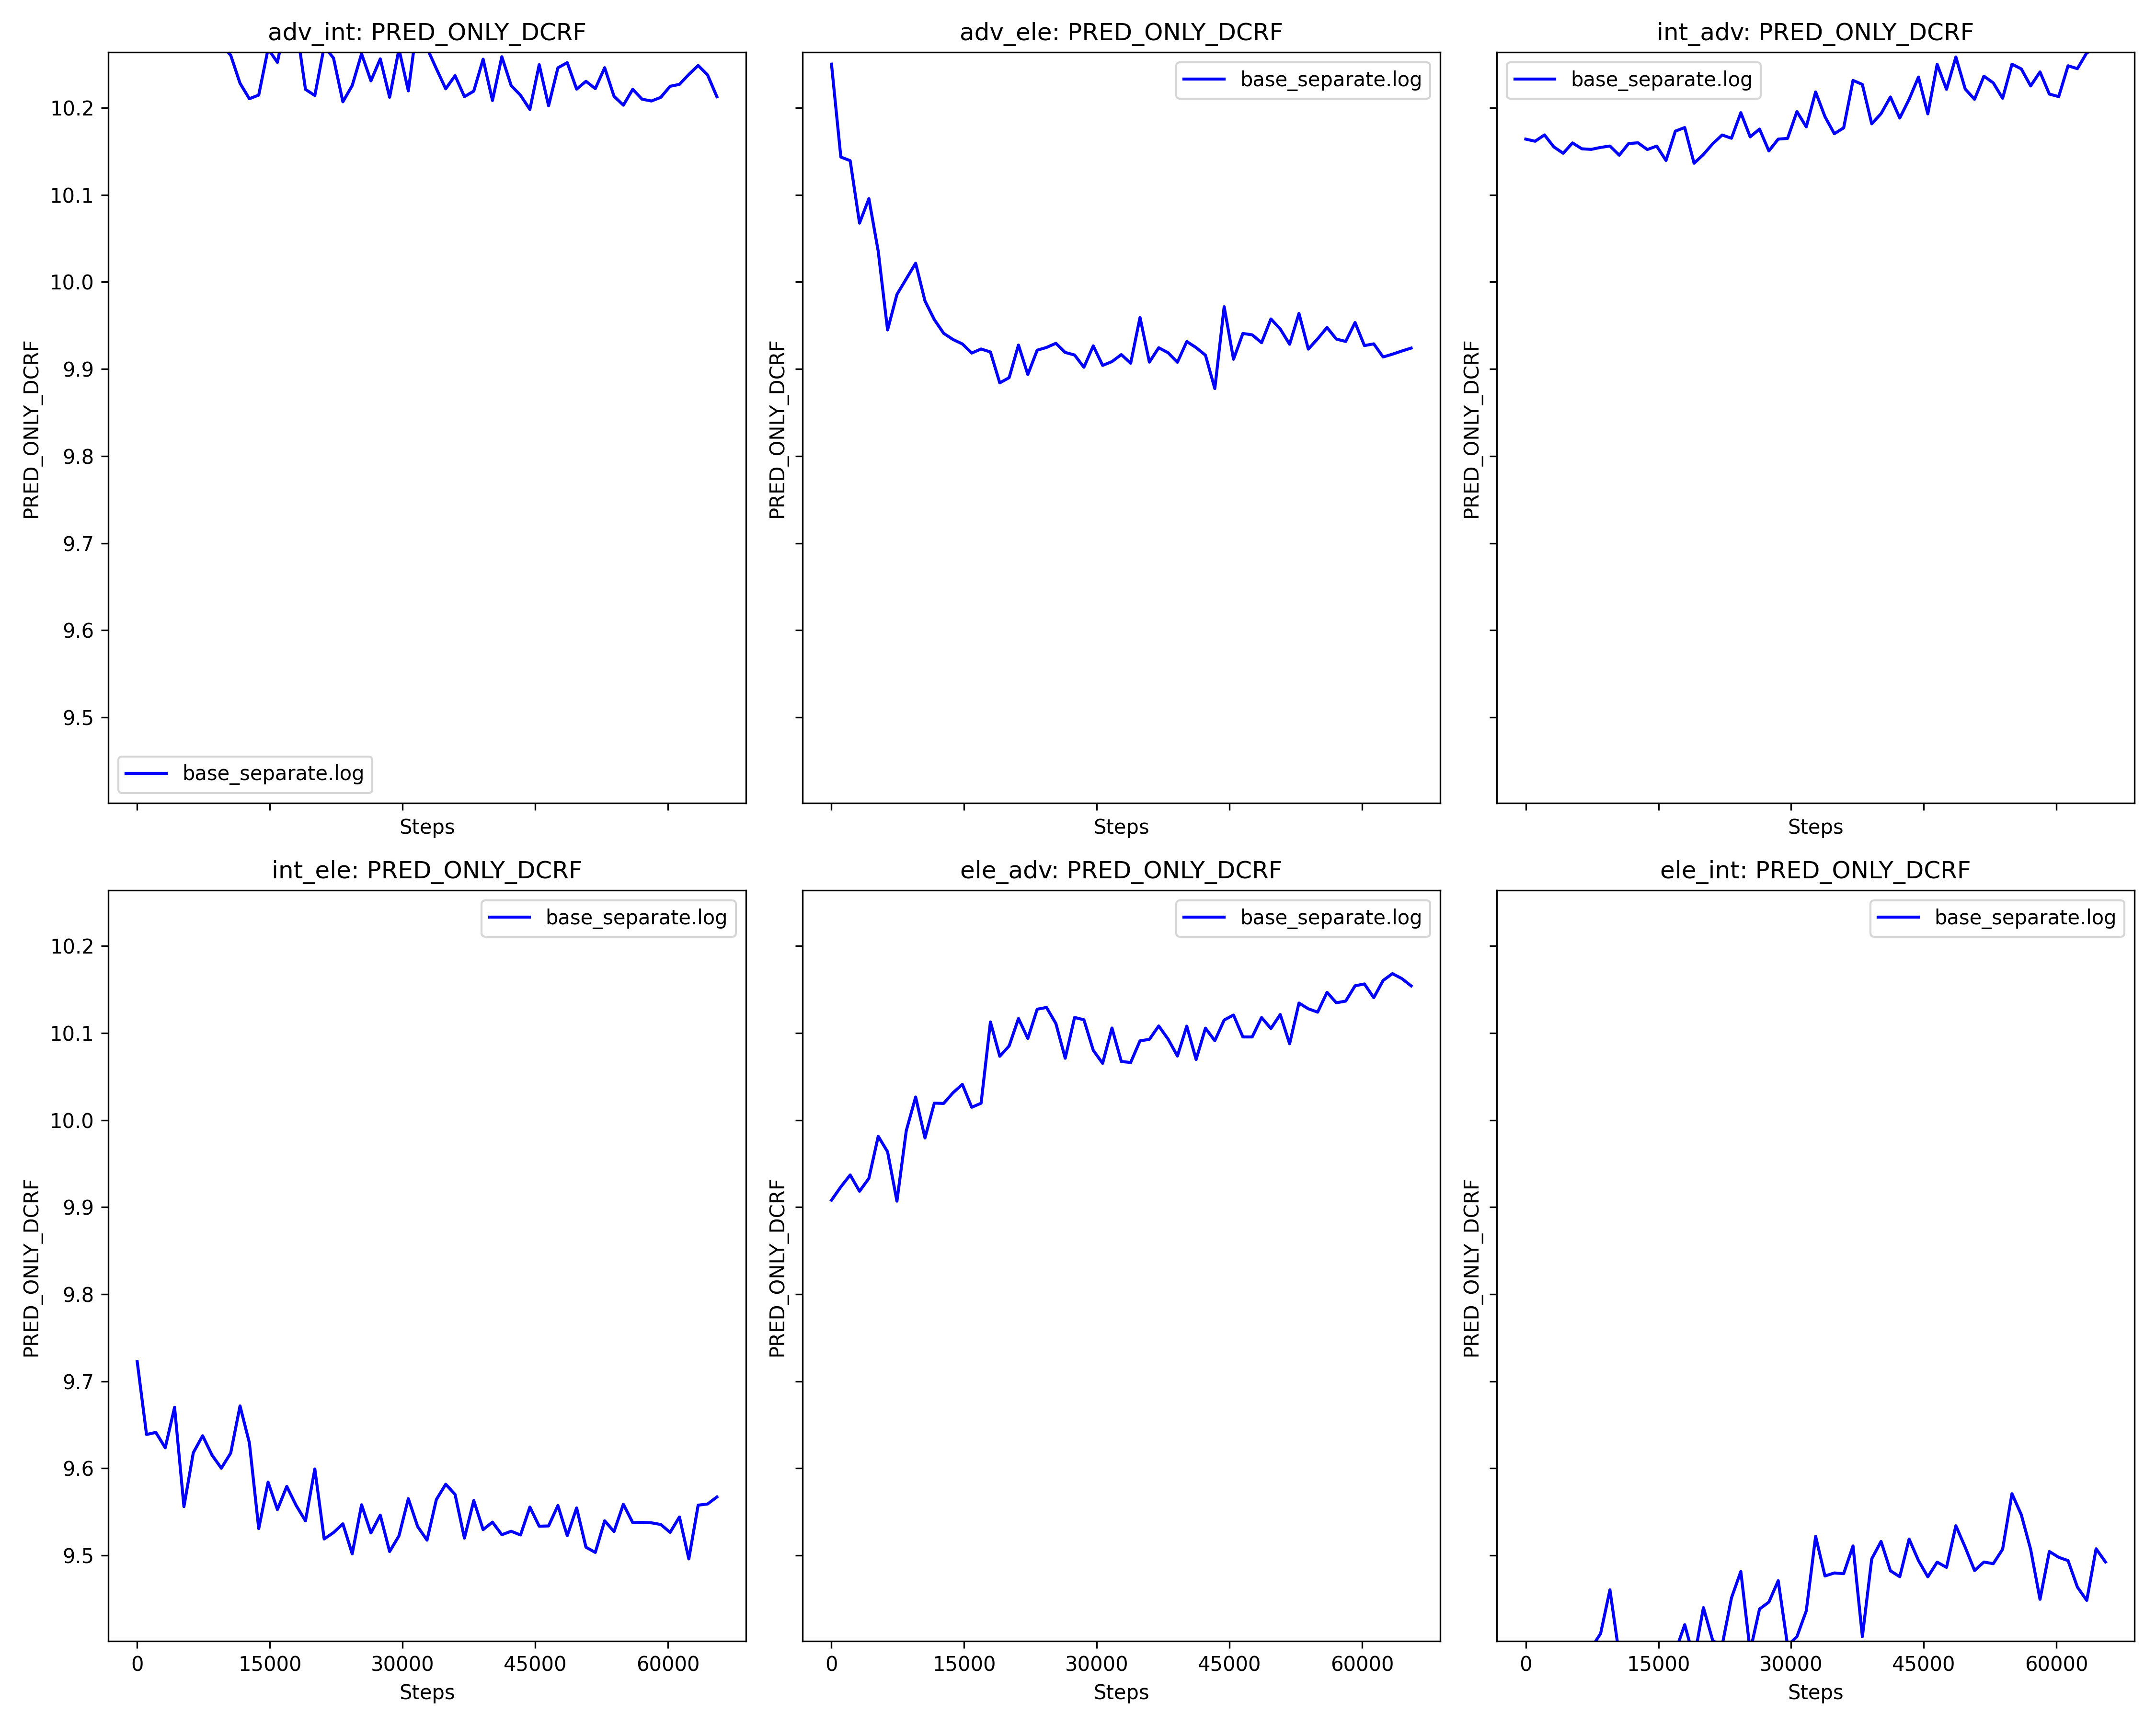 adv_int: PRED_ONLY_DCRF
PRED_ONLY_DCRF
10.2
10.1
10.0
9.9
9.8
9.7
9.6
9.5
base_separate.log
Steps
adv_ele: PRED_ONLY_DCRF
PRED_ONLY_DCRF
base_separate.log
Steps
int_adv: PRED_ONLY_DCRF
PRED_ONLY_DCRF
base_separate.log
Steps
int_ele: PRED_ONLY_DCRF
PRED_ONLY_DCRF
base_separate.log
10.2
10.1
10.0
9.9
9.8
9.7
9.6
9.5
0 15000 30000 45000 60000
Steps
ele_adv: PRED_ONLY_DCRF
PRED_ONLY_DCRF
base_separate.log
0 15000 30000 45000 60000
Steps
ele_int: PRED_ONLY_DCRF
PRED_ONLY_DCRF
base_separate.log
0 15000 30000 45000 60000
Steps